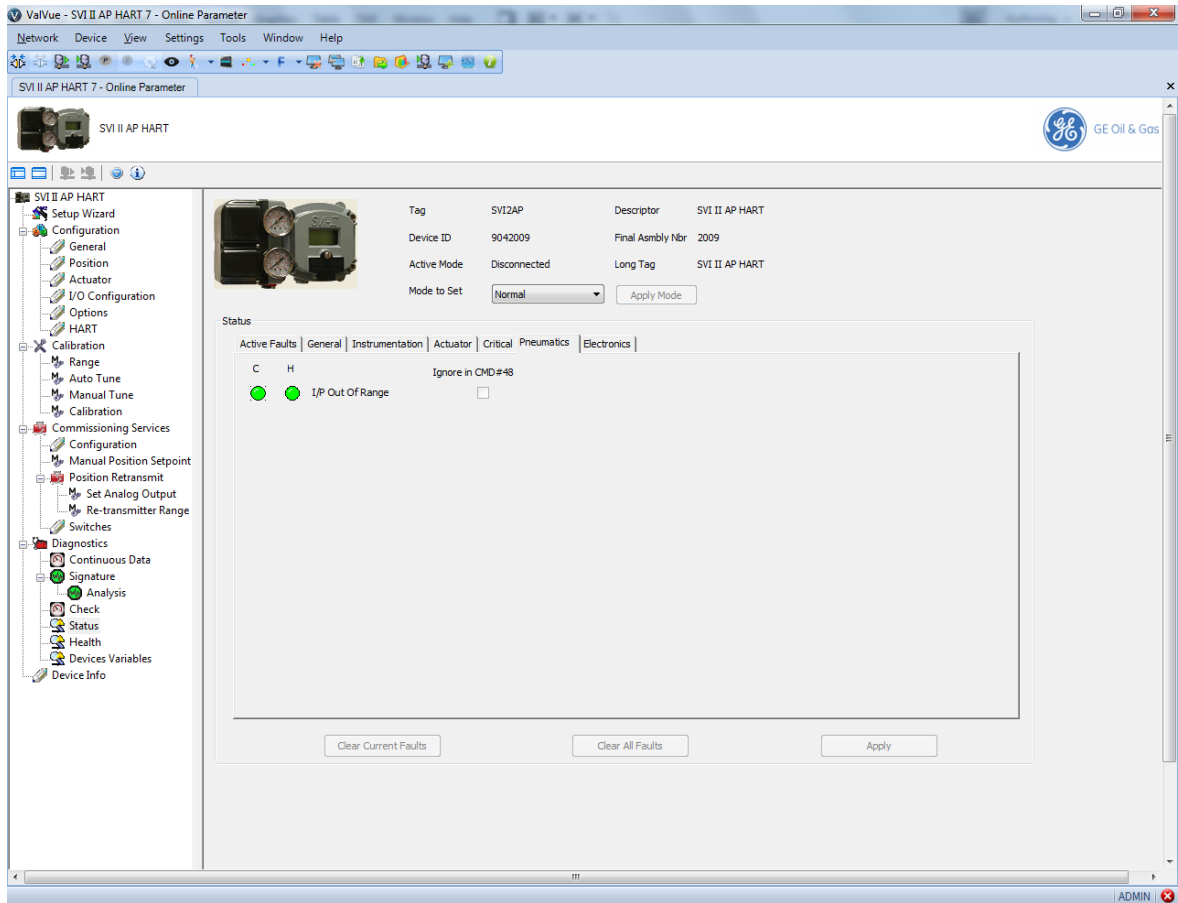 ValVue - SVI II AP HART 7 - Online Parameter
Network Device View Settings Tools Window Help
SVI II AP HART 7 - Online Parameter
SVI II AP HART
GE Oil & Gas
SVI II AP HART
Setup Wizard
Configuration
General
Position
Actuator
I/O Configuration
Options
HART
Calibration
Range
Auto Tune
Manual Tune
Calibration
Commissioning Services
Configuration
Manual Position Setpoint
Position Retransmit
Set Analog Output
Re-transmitter Range
Switches
Diagnostics
Continuous Data
Signature
Analysis
Check
Status
Health
Devices Variables
Device Info
Tag SVI2AP Descriptor SVI II AP HART
Device ID 9042009 Final Asmbly Nbr 2009
Active Mode Disconnected Long Tag SVI II AP HART
Mode to Set Normal Apply Mode
Status
Active Faults General Instrumentation Actuator Critical Pneumatics Electronics
C H Ignore in CMD#48
I/P Out Of Range
Clear Current Faults Clear All Faults Apply
ADMIN